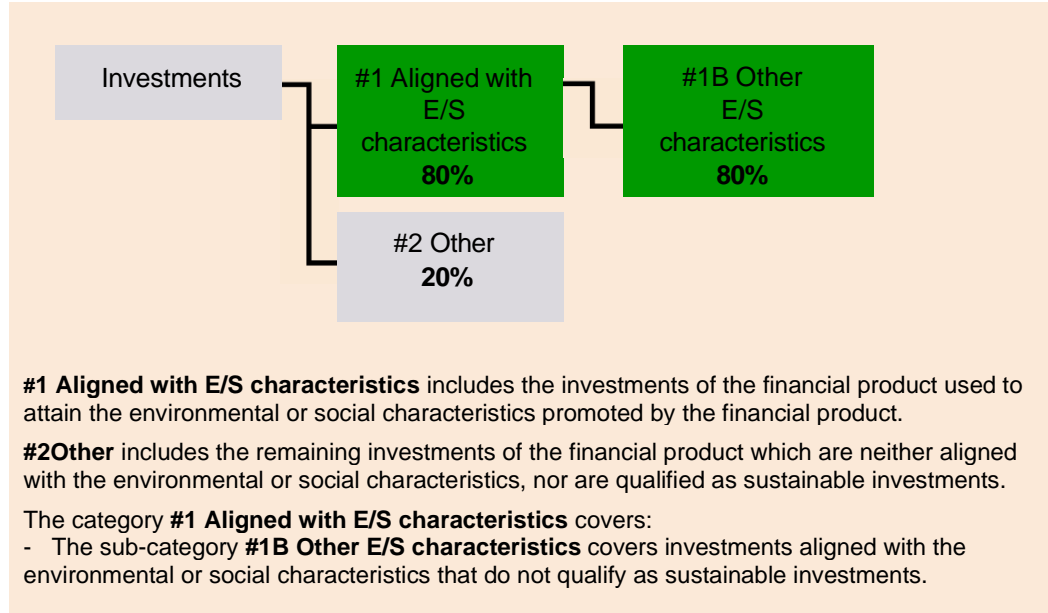 Investments
#1 Aligned with
E/S
characteristics
80%
#1B Other
E/S
characteristics
80%
#2 Other
20%
#1 Aligned with E/S characteristics includes the investments of the financial product used to
attain the environmental or social characteristics promoted by the financial product.
#2Other includes the remaining investments of the financial product which are neither aligned
with the environmental or social characteristics, nor are qualified as sustainable investments.
The category #1 Aligned with E/S characteristics covers:
- The sub-category #1B Other E/S characteristics covers investments aligned with the
environmental or social characteristics that do not qualify as sustainable investments.